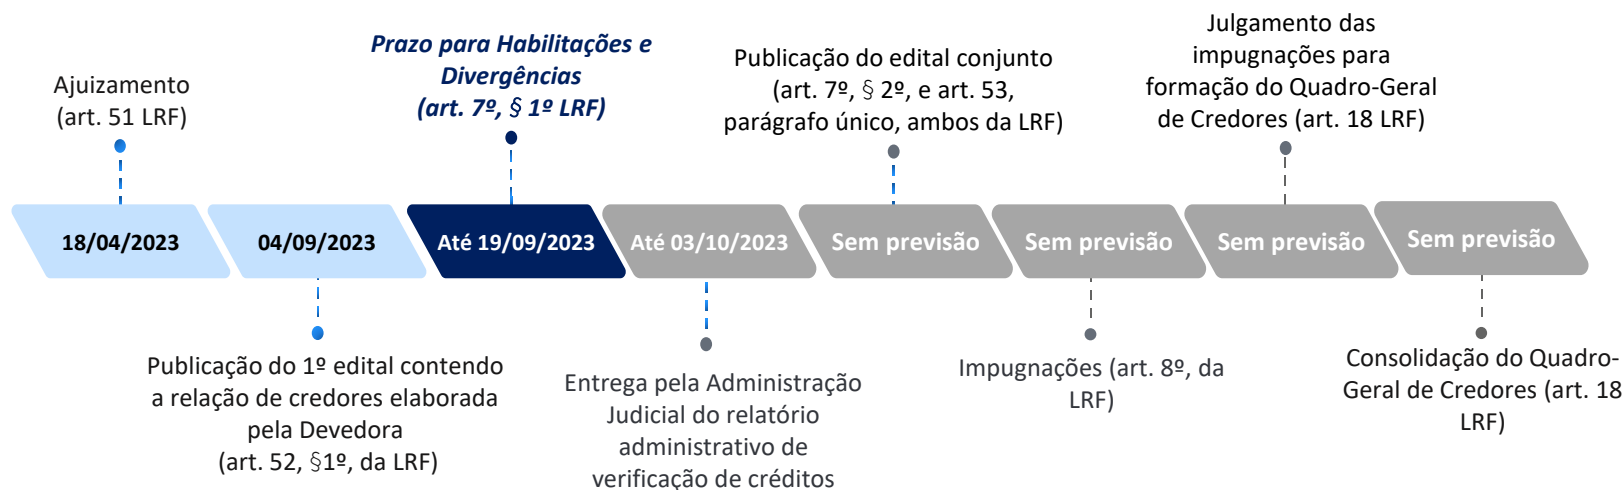 Ajuizamento
(art. 51 LRF)
Prazo para Habilitações e
Divergências
(art. 7º, § 1º LRF)
Publicação do edital conjunto
(art. 7º, § 2º, e art. 53,
parágrafo único, ambos da LRF)
Julgamento das
impugnações para
formação do Quadro-Geral
de Credores (art. 18 LRF)
18/04/2023
04/09/2023
Até 19/09/2023
Até 03/10/2023
Sem previsão
Sem previsão
Sem previsão
Sem previsão
Publicação do 1º edital contendo
a relação de credores elaborada
pela Devedora
(art. 52, §1º, da LRF)
Entrega pela Administração
Judicial do relatório
administrativo de
verificação de créditos
Impugnações (art. 8º, da
LRF)
Consolidação do Quadro-
Geral de Credores (art. 18
LRF)